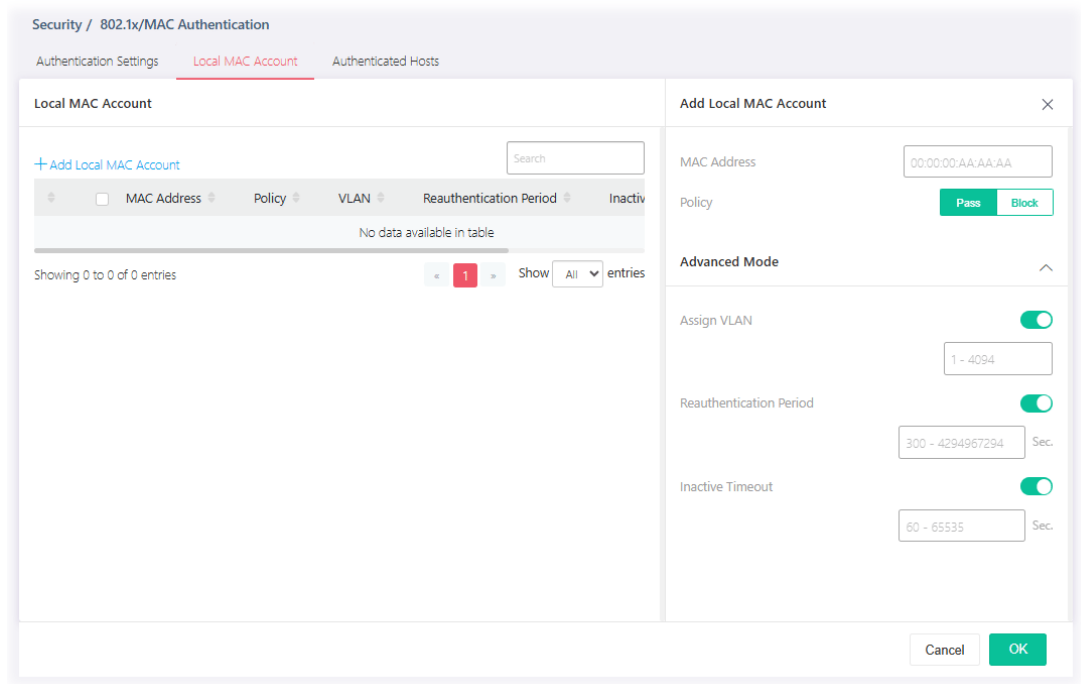 Security / 802.1x/MAC Authentication
Authentication Settings Local MAC Account Authenticated Hosts
Local MAC Account
+Add Local MAC Account
Search
MAC Address Policy VLAN Reauthentication Period Inactiv
No data available in table
Showing 0 to 0 of 0 entries
« 1 » Show All entries
Add Local MAC Account
MAC Address 00:00:00:AA:AA:AA
Policy Pass Block
Advanced Mode
Assign VLAN
1 - 4094
Reauthentication Period
300 - 4294967294 Sec.
Inactive Timeout
60 - 65535 Sec.
Cancel OK